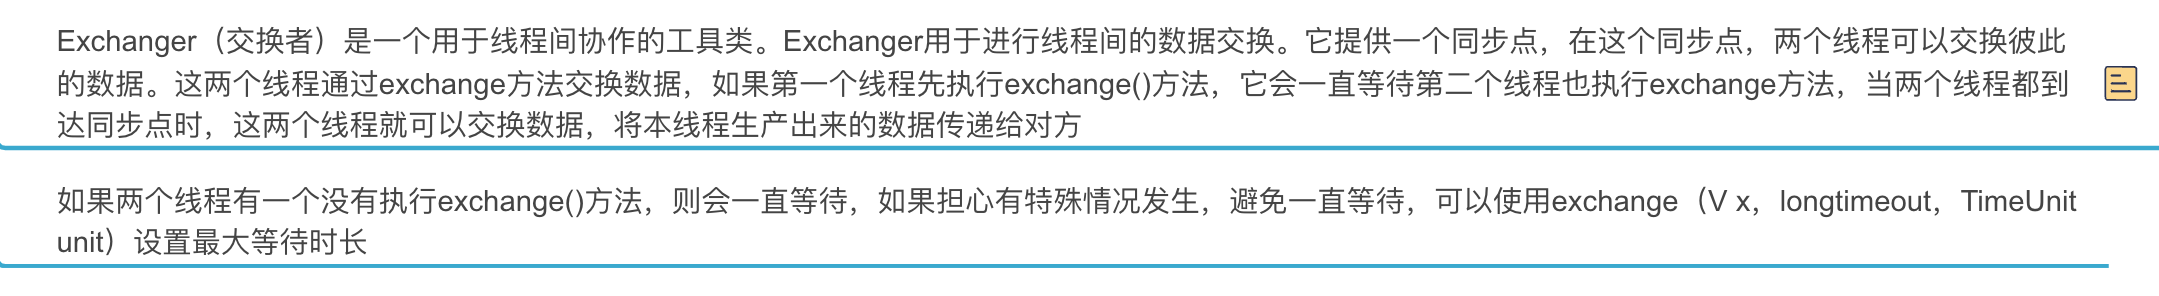 Exchanger（交换者）是一个用于线程间协作的工具类。Exchanger用于进行线程间的数据交换。它提供一个同步点，在这个同步点，两个线程可以交换彼此
的数据。这两个线程通过exchange方法交换数据，如果第一个线程先执行exchange()方法，它会一直等待第二个线程也执行exchange方法，当两个线程都到
达同步点时，这两个线程就可以交换数据，将本线程生产出来的数据传递给对方
如果两个线程有一个没有执行exchange()方法，则会一直等待，如果担心有特殊情况发生，避免一直等待，可以使用exchange（V x，longtimeout，TimeUnit
unit）设置最大等待时长